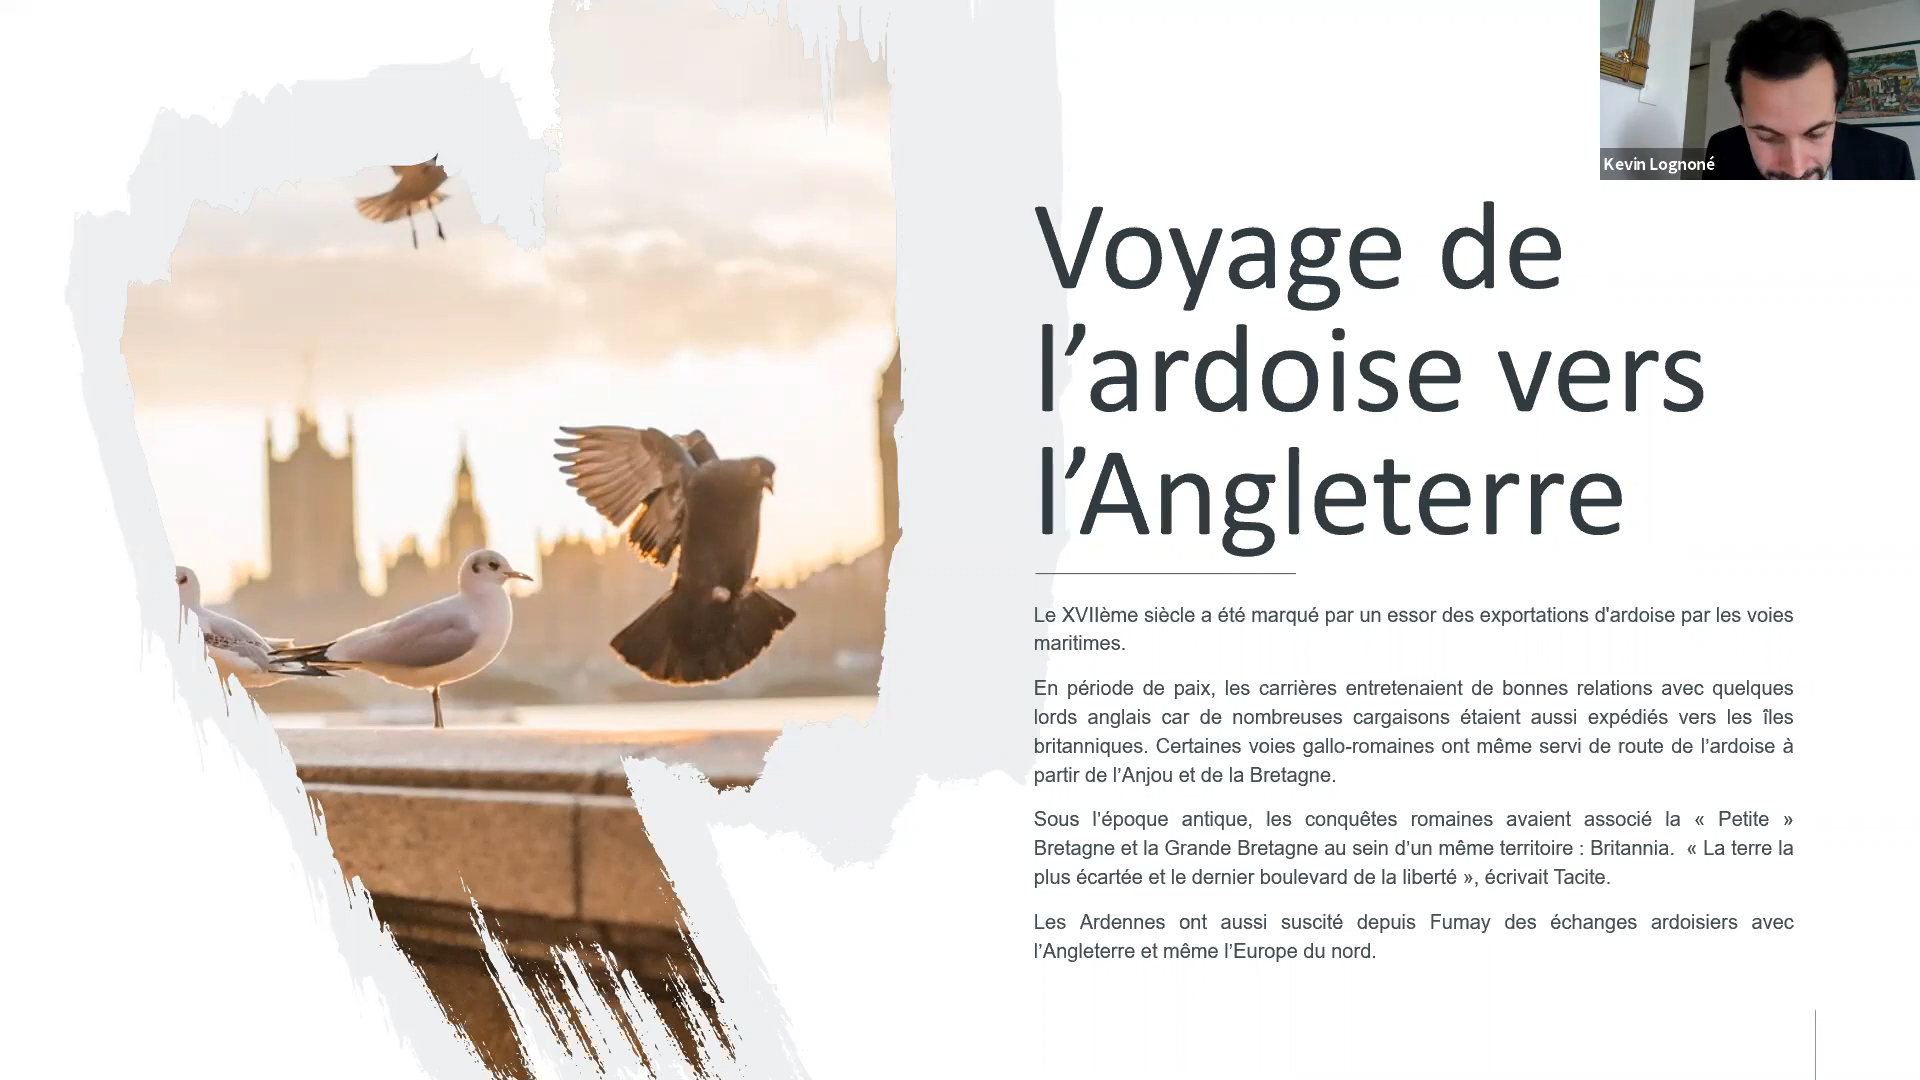 Kevin Lognoné
Voyage de
l’ardoise vers
l’Angleterre
Le XVIIème siècle a été marqué par un essor des exportations d'ardoise par les voies
maritimes.
En période de paix, les carrières entretenaient de bonnes relations avec quelques
lords anglais car de nombreuses cargaisons étaient aussi expédiés vers les îles
britanniques. Certaines voies gallo-romaines ont même servi de route de l’ardoise à
partir de l’Anjou et de la Bretagne.
Sous l’époque antique, les conquêtes romaines avaient associé la « Petite »
Bretagne et la Grande Bretagne au sein d’un même territoire : Britannia. « La terre la
plus écartée et le dernier boulevard de la liberté », écrivait Tacite.
Les Ardennes ont aussi suscité depuis Fumay des échanges ardoisiers avec
l’Angleterre et même l’Europe du nord.